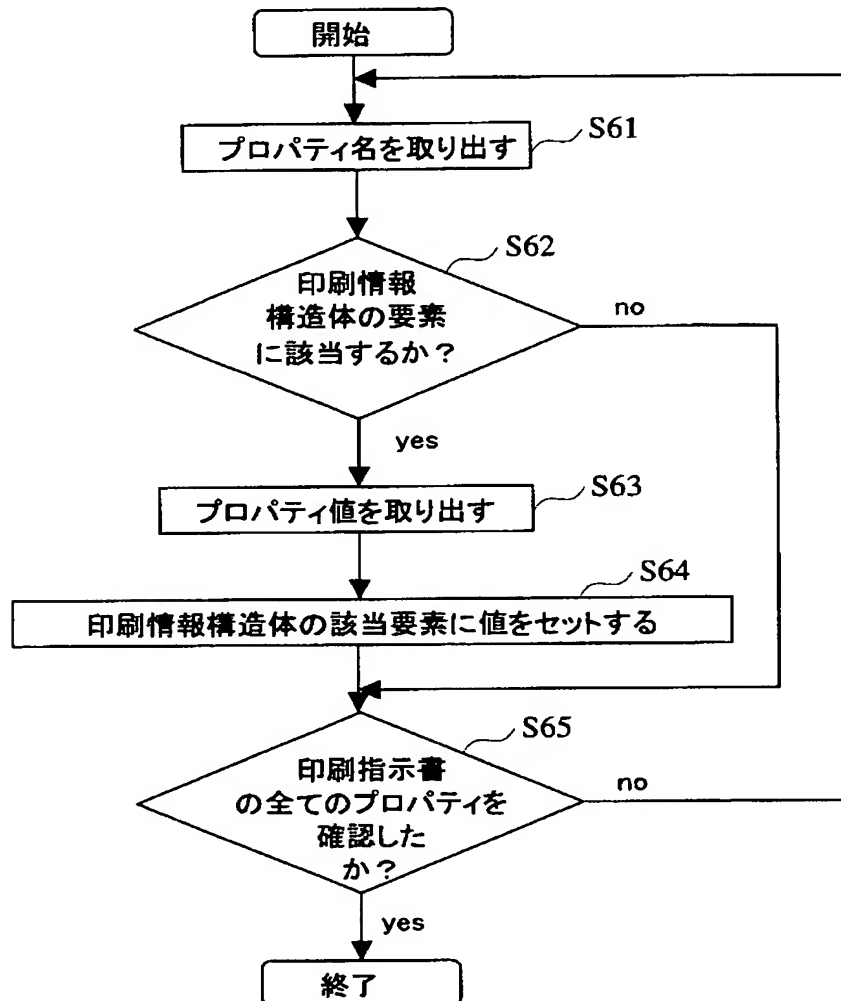 開始
プロパティ名を取り出す
S61
S62
印刷情報
構造体の要素
に該当するか？
no
yes
プロパティ値を取り出す
S63
S64
印刷情報構造体の該当要素に値をセットする
S65
印刷指示書
の全てのプロパティを
確認した
か？
no
yes
終了